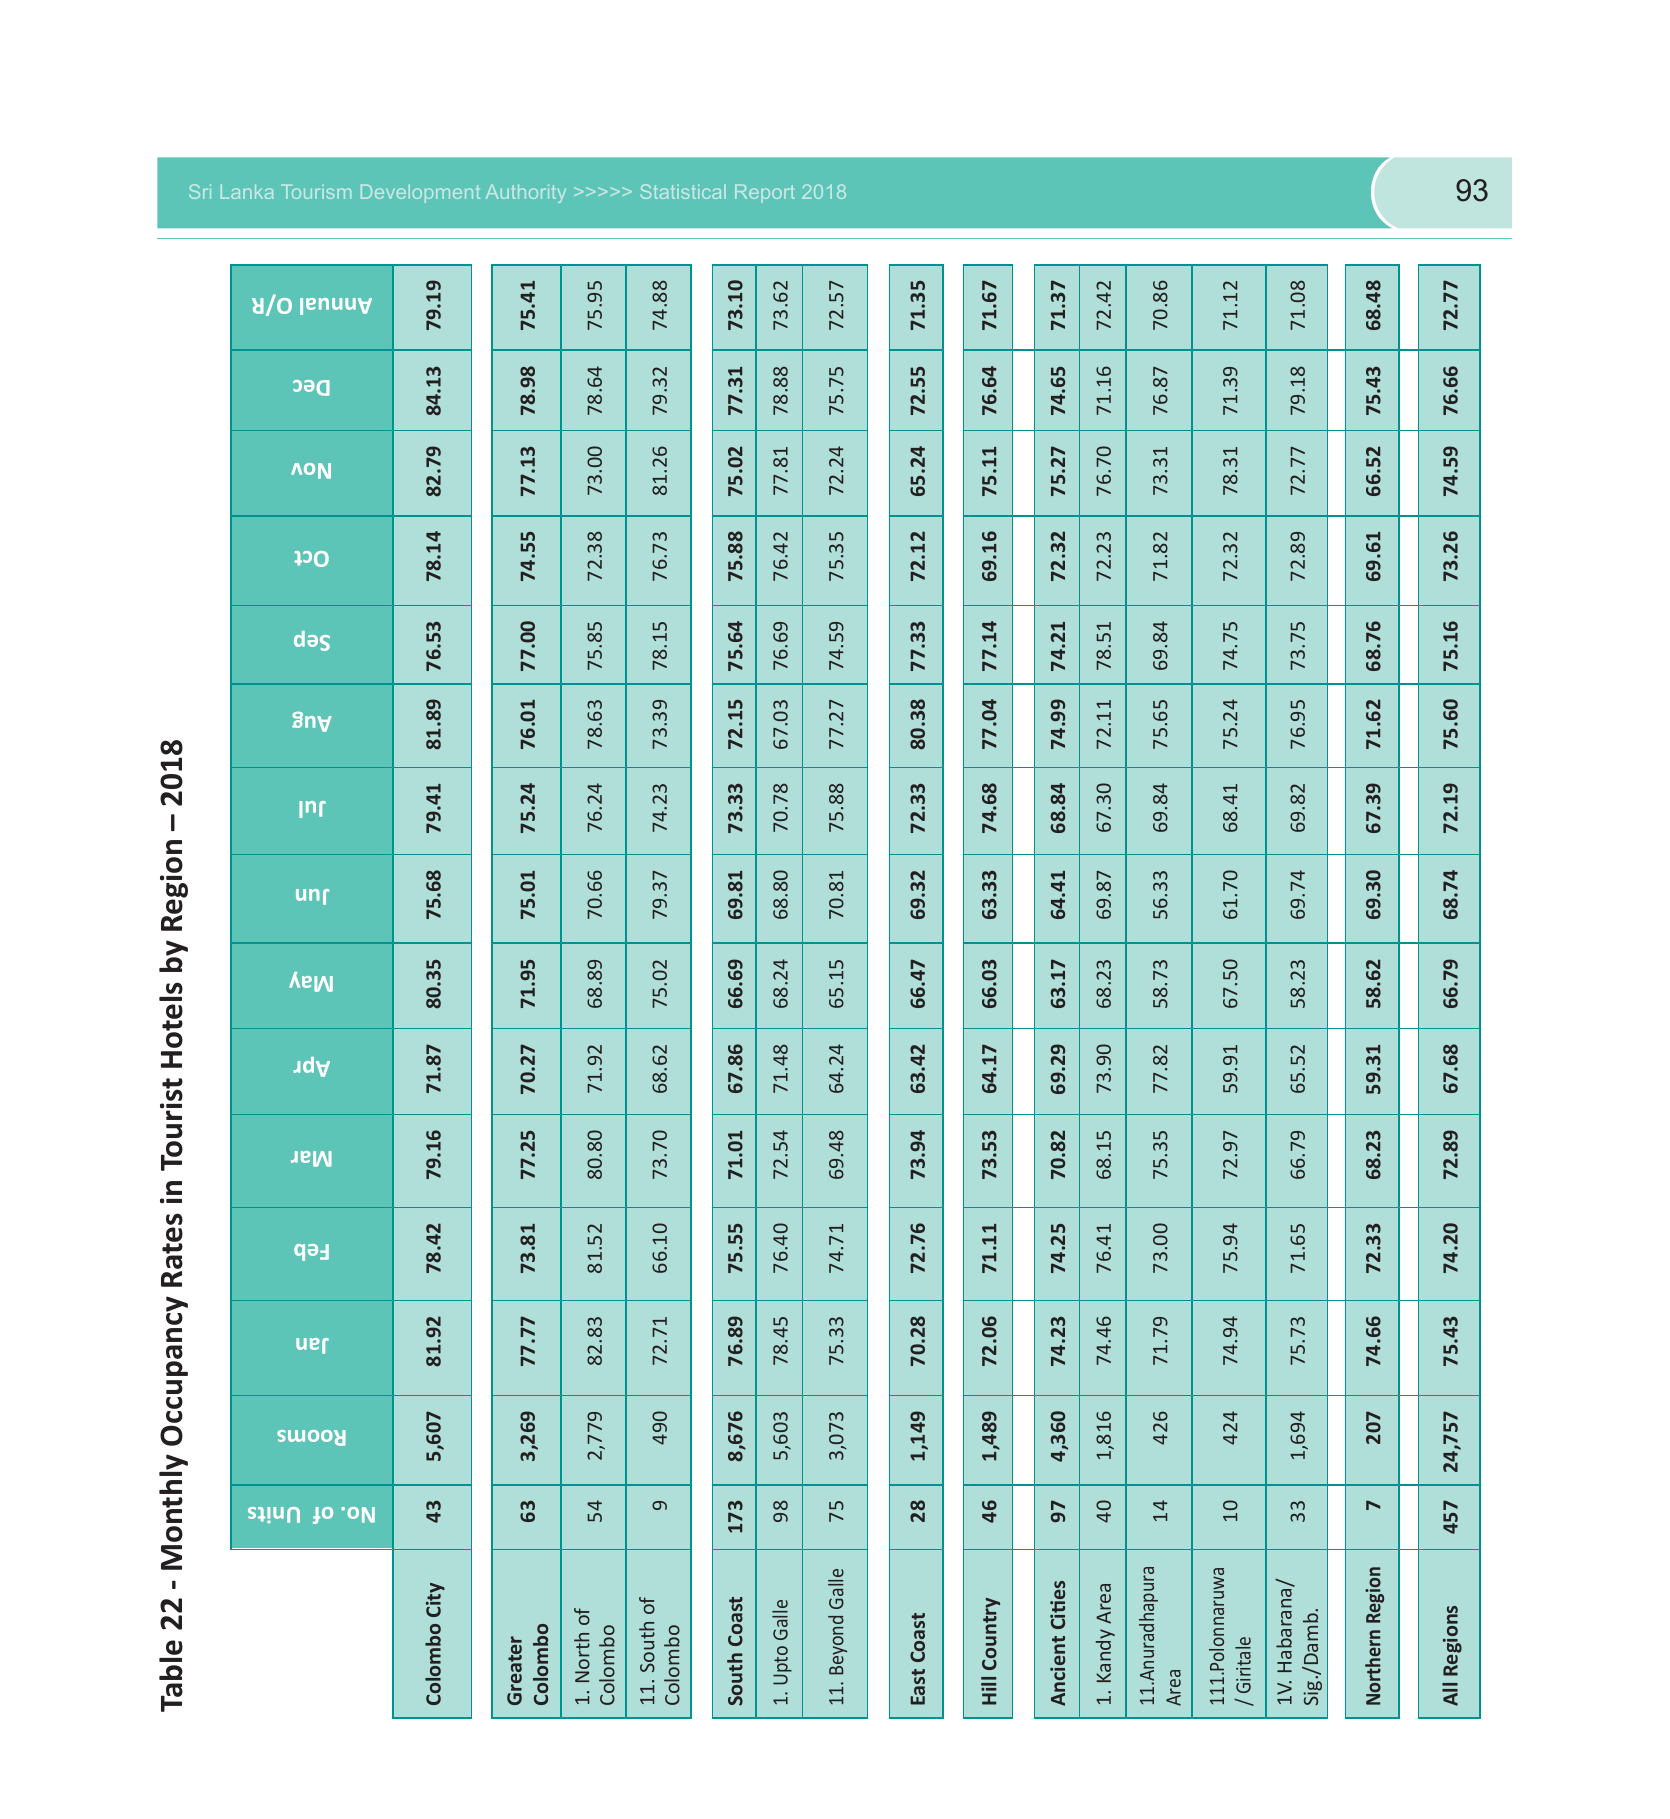 Sri Lanka Tourism Development Authority >>>>> Statistical Report 2018
93
Table 22 - Monthly Occupancy Rates in Tourist Hotels by Region – 2018
No. of Units Rooms Jan Feb Mar Apr May Jun Jul Aug Sep Oct Nov Dec Annual O/R
Colombo City 43 5,607 81.92 78.42 79.16 71.87 80.35 75.68 79.41 81.89 76.53 78.14 82.79 84.13 79.19
Greater
Colombo 63 3,269 77.77 73.81 77.25 70.27 71.95 75.01 75.24 76.01 77.00 74.55 77.13 78.98 75.41
1. North of
Colombo 54 2,779 82.83 81.52 80.80 71.92 68.89 70.66 76.24 78.63 75.85 72.38 73.00 78.64 75.95
11. South of
Colombo 9 490 72.71 66.10 73.70 68.62 75.02 79.37 74.23 73.39 78.15 76.73 81.26 79.32 74.88
South Coast 173 8,676 76.89 75.55 71.01 67.86 66.69 69.81 73.33 72.15 75.64 75.88 75.02 77.31 73.10
1. Upto Galle 98 5,603 78.45 76.40 72.54 71.48 68.24 68.80 70.78 67.03 76.69 76.42 77.81 78.88 73.62
11. Beyond Galle 75 3,073 75.33 74.71 69.48 64.24 65.15 70.81 75.88 77.27 74.59 75.35 72.24 75.75 72.57
East Coast 28 1,149 70.28 72.76 73.94 63.42 66.47 69.32 72.33 80.38 77.33 72.12 65.24 72.55 71.35
Hill Country 46 1,489 72.06 71.11 73.53 64.17 66.03 63.33 74.68 77.04 77.14 69.16 75.11 76.64 71.67
Ancient Cities 97 4,360 74.23 74.25 70.82 69.29 63.17 64.41 68.84 74.99 74.21 72.32 75.27 74.65 71.37
1. Kandy Area 40 1,816 74.46 76.41 68.15 73.90 68.23 69.87 67.30 72.11 78.51 72.23 76.70 71.16 72.42
11.Anuradhapura
Area 14 426 71.79 73.00 75.35 77.82 58.73 56.33 69.84 75.65 69.84 71.82 73.31 76.87 70.86
111.Polonnaruwa
/ Giritale 10 424 74.94 75.94 72.97 59.91 67.50 61.70 68.41 75.24 74.75 72.32 78.31 71.39 71.12
1V. Habarana/
Sig./Damb. 33 1,694 75.73 71.65 66.79 65.52 58.23 69.74 69.82 76.95 73.75 72.89 72.77 79.18 71.08
Northern Region 7 207 74.66 72.33 68.23 59.31 58.62 69.30 67.39 71.62 68.76 69.61 66.52 75.43 68.48
All Regions 457 24,757 75.43 74.20 72.89 67.68 66.79 68.74 72.19 75.60 75.16 73.26 74.59 76.66 72.77